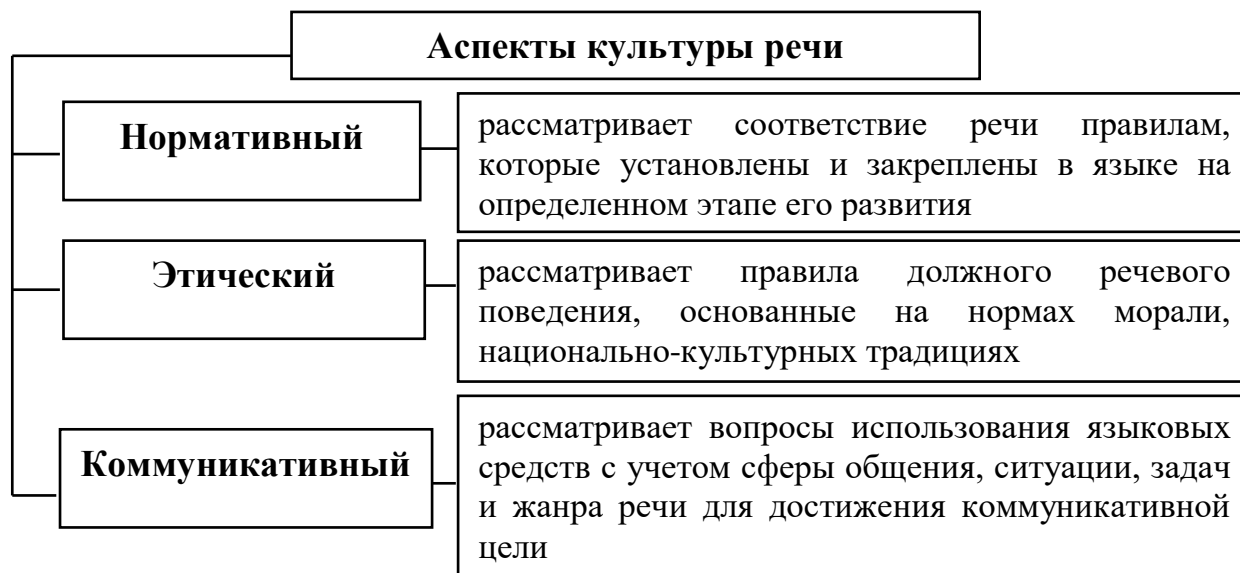 Аспекты культуры речи
Нормативный
рассматривает соответствие речи правилам,
которые установлены и закреплены в языке на
определенном этапе его развития
Этический
рассматривает правила должного речевого
поведения, основанные на нормах морали,
национально-культурных традициях
Коммуникативный
рассматривает вопросы использования языковых
средств с учетом сферы общения, ситуации, задач
и жанра речи для достижения коммуникативной
цели